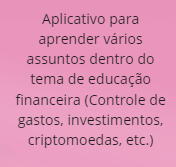 Aplicativo para
aprender vários
assuntos dentro do
tema de educação
financeira (Controle de
gastos, investimentos,
criptomoedas, etc.)